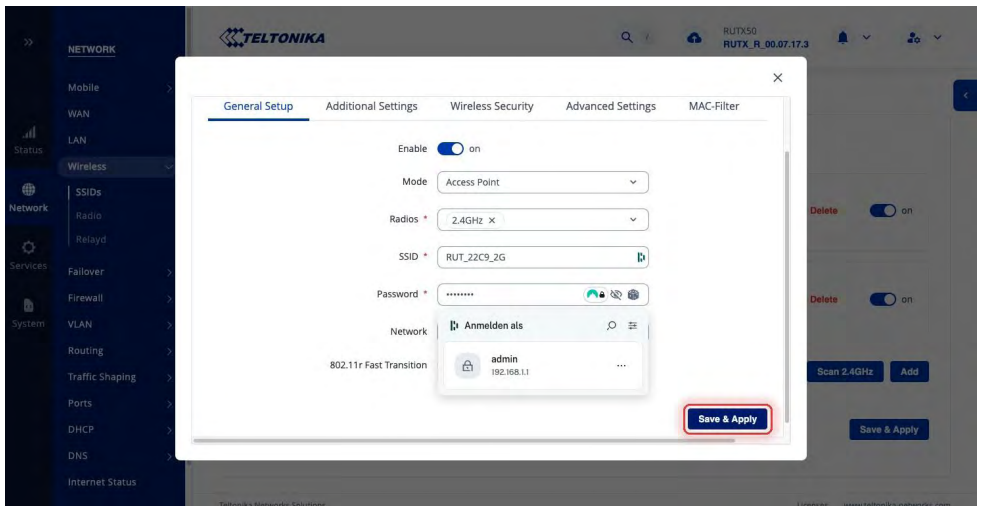 TELTONIKA
RUTX50
RUTX_R_00.07.17.3
NETWORK
Mobile
WAN
LAN
Wireless
SSIDs
Radio
Relayd
Failover
Firewall
VLAN
Routing
Traffic Shaping
Ports
DHCP
DNS
Internet Status
Status
Network
Services
System
General Setup
Additional Settings
Wireless Security
Advanced Settings
MAC-Filter
Enable
on
Mode
Access Point
Radios *
2.4GHz ×
SSID *
RUT_22C9_2G
Password *
••••••••
Network
Anmelden als
admin
192.168.1.1
802.11r Fast Transition
Save & Apply
Delete
on
Delete
on
Scan 2.4GHz
Add
Save & Apply
Teltonika Networks Solutions
www.teltonika-networks.com